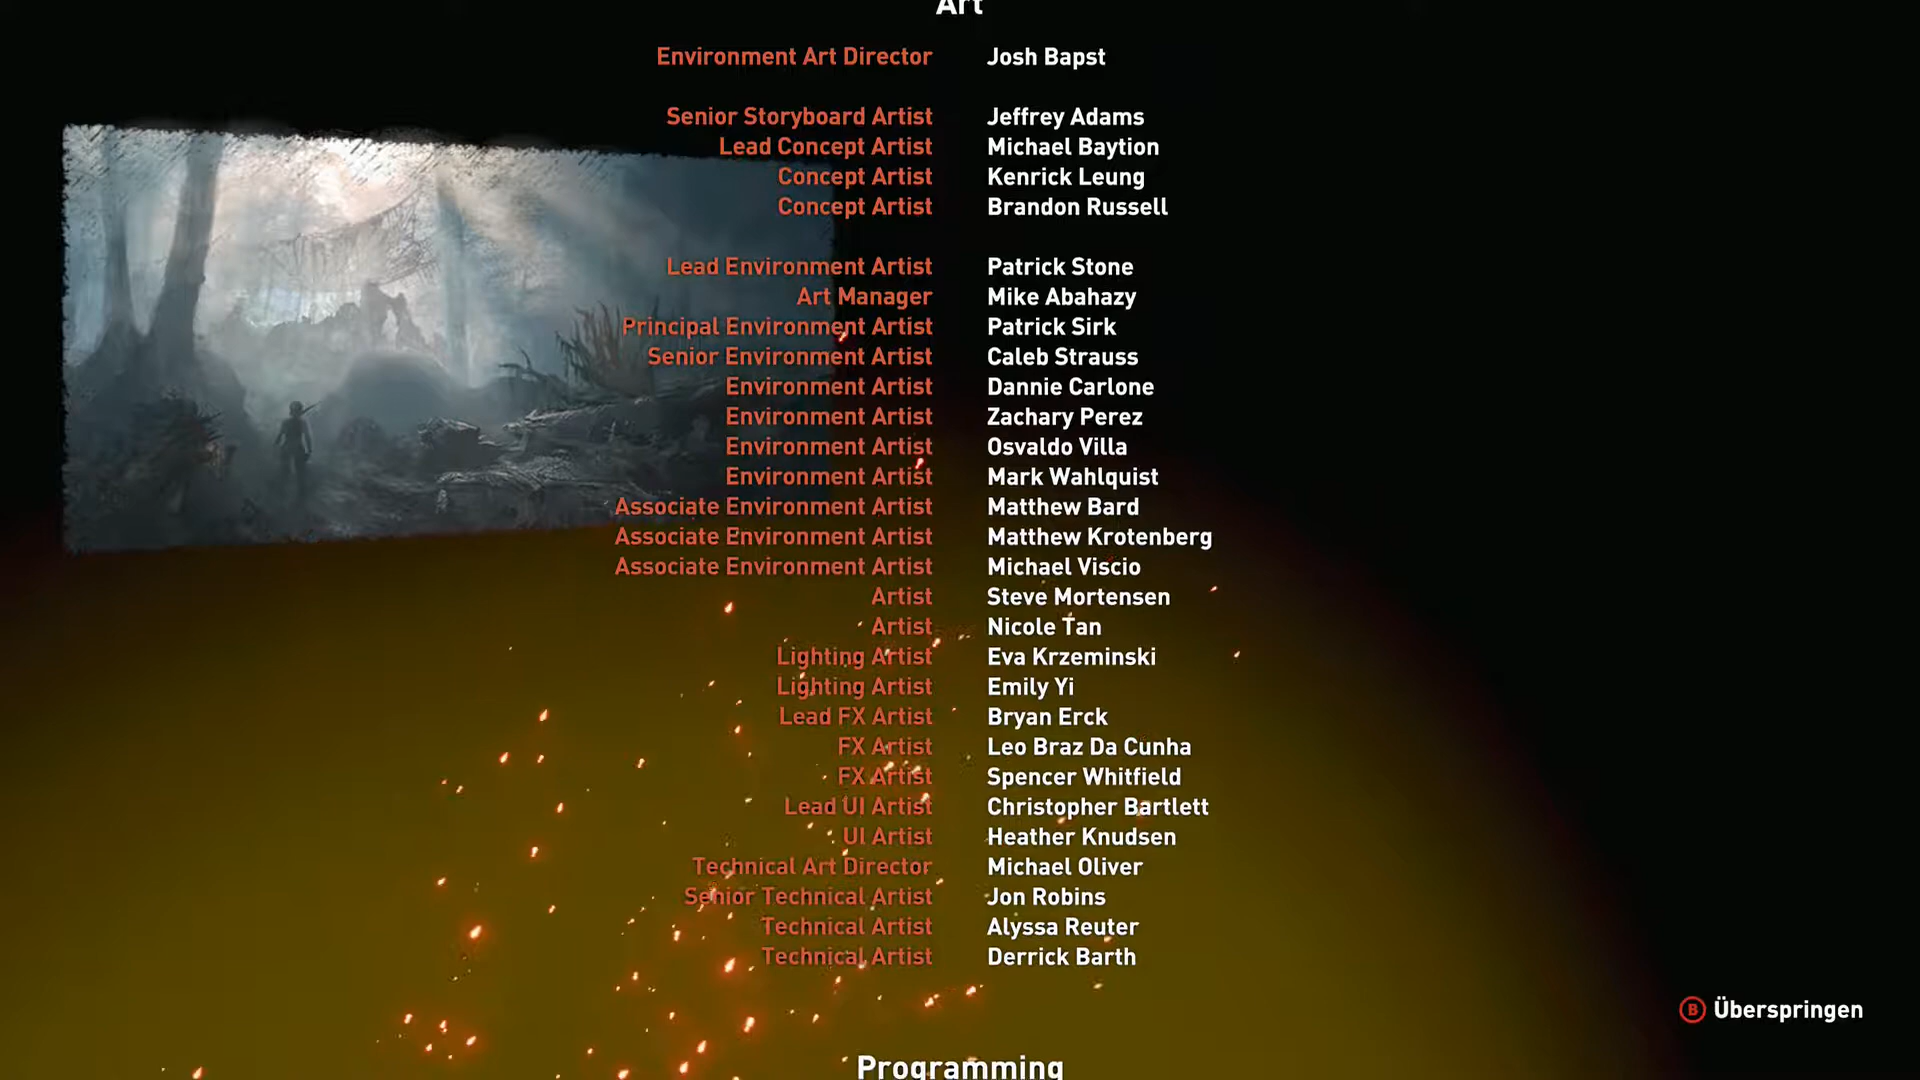 Art
Environment Art Director Josh Bapst
Senior Storyboard Artist Jeffrey Adams
Lead Concept Artist Michael Baytion
Concept Artist Kenrick Leung
Concept Artist Brandon Russell
Lead Environment Artist Patrick Stone
Art Manager Mike Abahazy
Principal Environment Artist Patrick Sirk
Senior Environment Artist Caleb Strauss
Environment Artist Dannie Carlone
Environment Artist Zachary Perez
Environment Artist Osvaldo Villa
Environment Artist Mark Wahlquist
Associate Environment Artist Matthew Bard
Associate Environment Artist Matthew Krotenberg
Associate Environment Artist Michael Viscio
Artist Steve Mortensen
Artist Nicole Tan
Lighting Artist Eva Krzeminski
Lighting Artist Emily Yi
Lead FX Artist Bryan Erck
FX Artist Leo Braz Da Cunha
FX Artist Spencer Whitfield
Lead UI Artist Christopher Bartlett
UI Artist Heather Knudsen
Technical Art Director Michael Oliver
Senior Technical Artist Jon Robins
Technical Artist Alyssa Reuter
Technical Artist Derrick Barth
B Überspringen
Programming